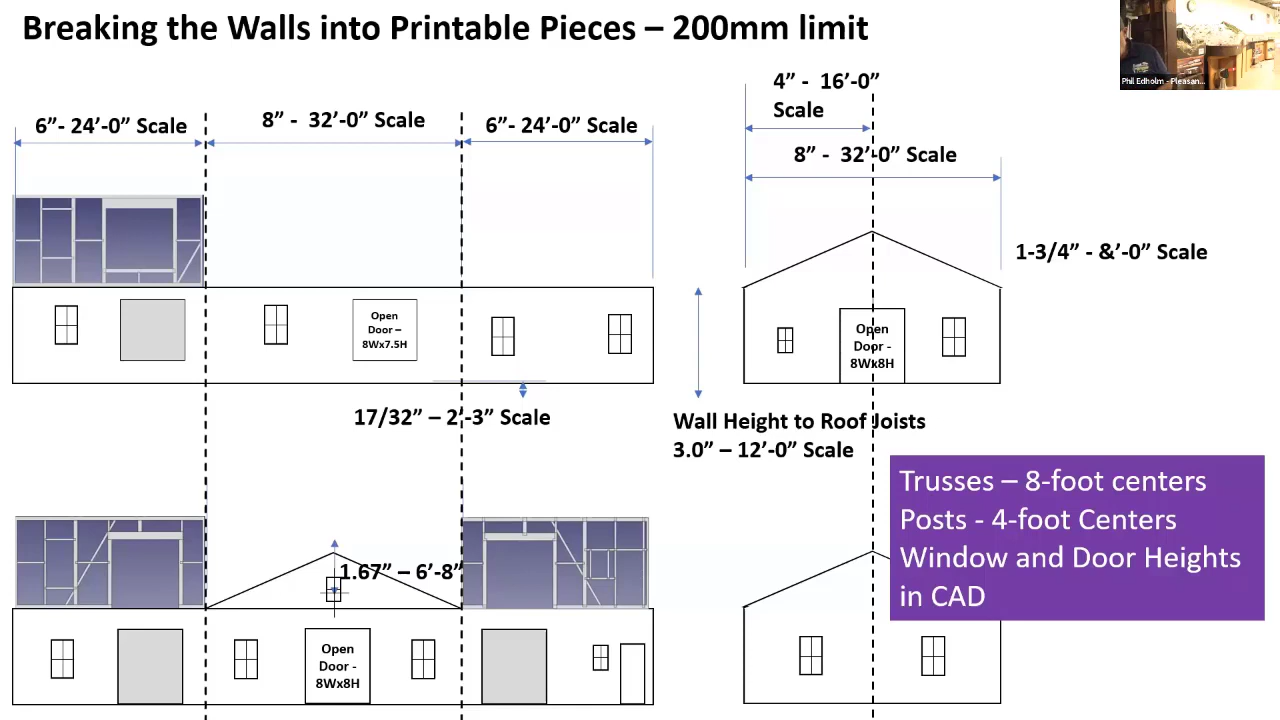 Breaking the Walls into Printable Pieces – 200mm limit
Phil Edholm - Pleasan...
4” - 16’-0”
Scale
6”- 24’-0” Scale
8” - 32’-0” Scale
6”- 24’-0” Scale
8” - 32’-0” Scale
1-3/4” - &’-0” Scale
Open
Door –
8Wx7.5H
Open
Door -
8Wx8H
17/32” – 2’-3” Scale
Wall Height to Roof Joists
3.0” – 12’-0” Scale
Trusses – 8-foot centers
Posts - 4-foot Centers
Window and Door Heights
in CAD
1.67” – 6’-8”
Open
Door -
8Wx8H